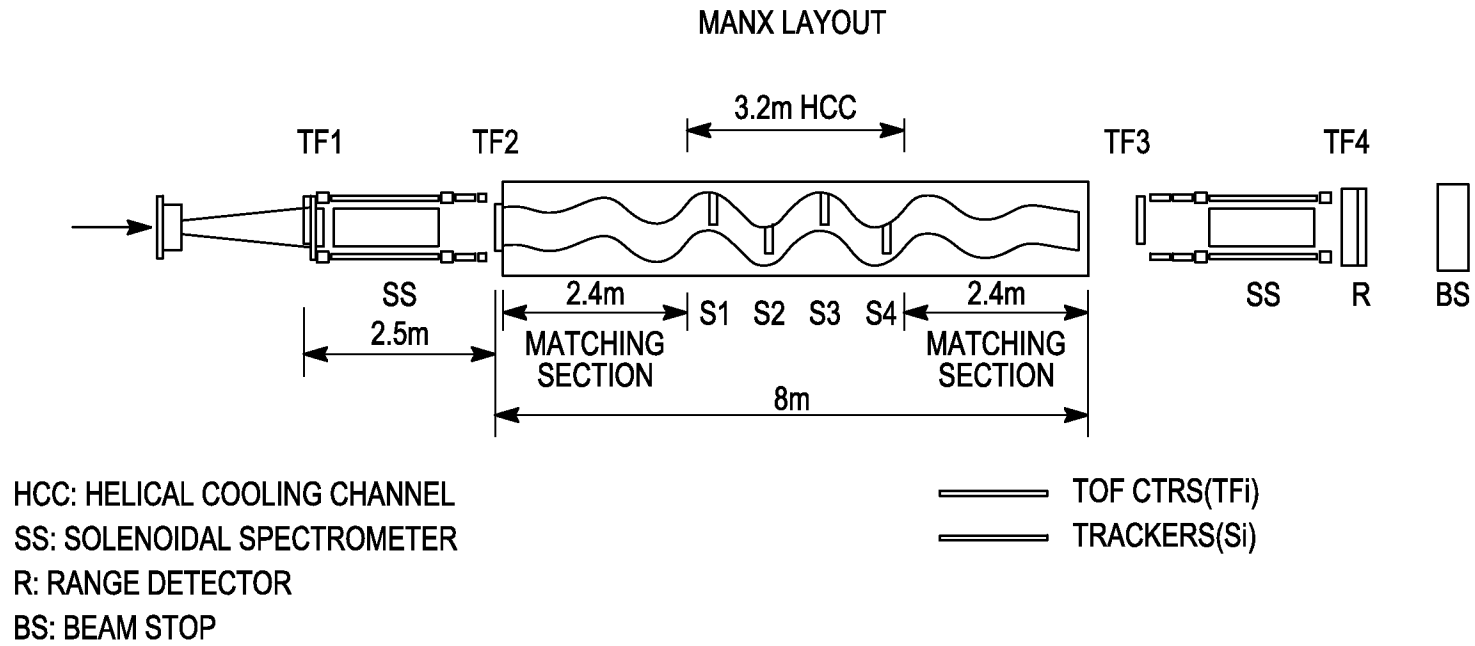 MANX LAYOUT
3.2m HCC
TF1
TF2
TF3
TF4
SS
2.4m
S1
S2
S3
S4
2.4m
SS
R
BS
2.5m
MATCHING
SECTION
MATCHING
SECTION
8m
HCC: HELICAL COOLING CHANNEL
SS: SOLENOIDAL SPECTROMETER
R: RANGE DETECTOR
BS: BEAM STOP
TOF CTRS(TFi)
TRACKERS(Si)